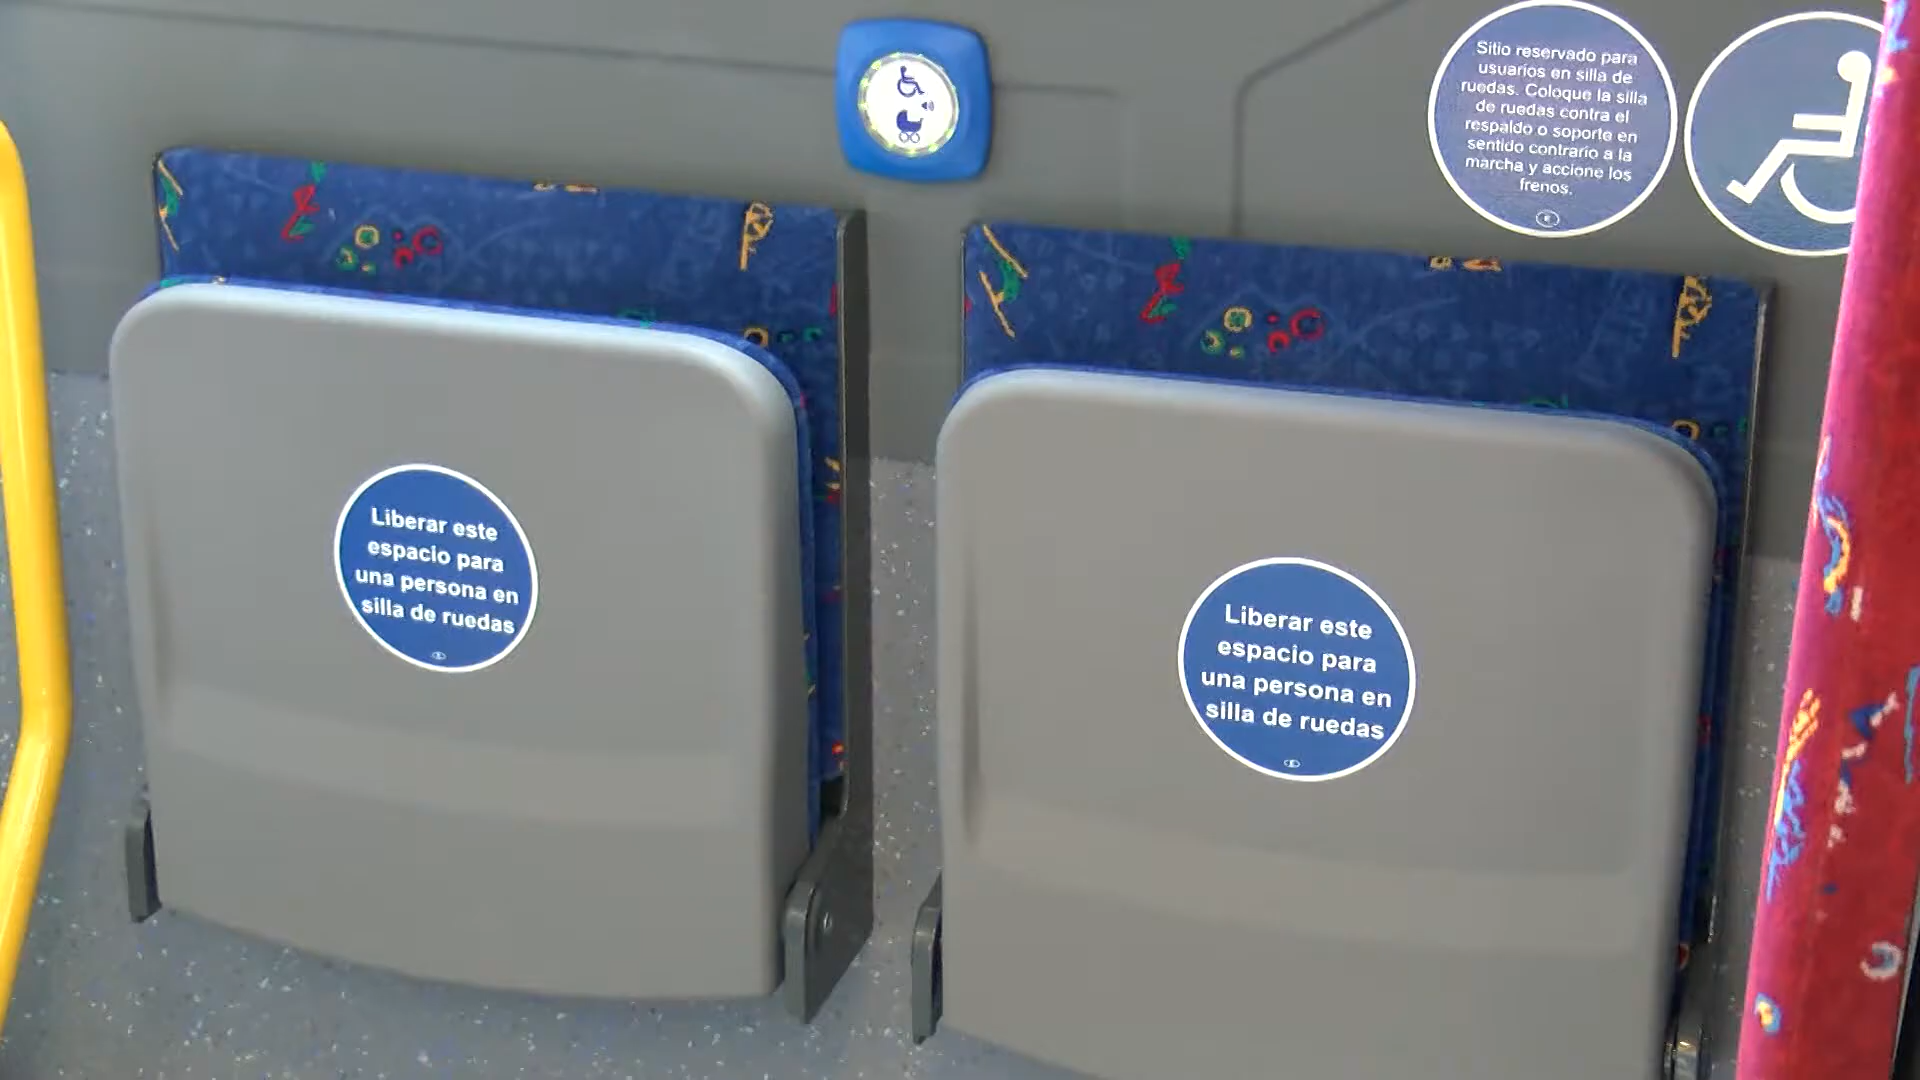 Sitio reservado para
usuarios en silla de
ruedas. Coloque la silla
de ruedas contra el
respaldo o soporte en
sentido contrario a la
marcha y accione los
frenos.
Liberar este
espacio para
una persona en
silla de ruedas
Liberar este
espacio para
una persona en
silla de ruedas